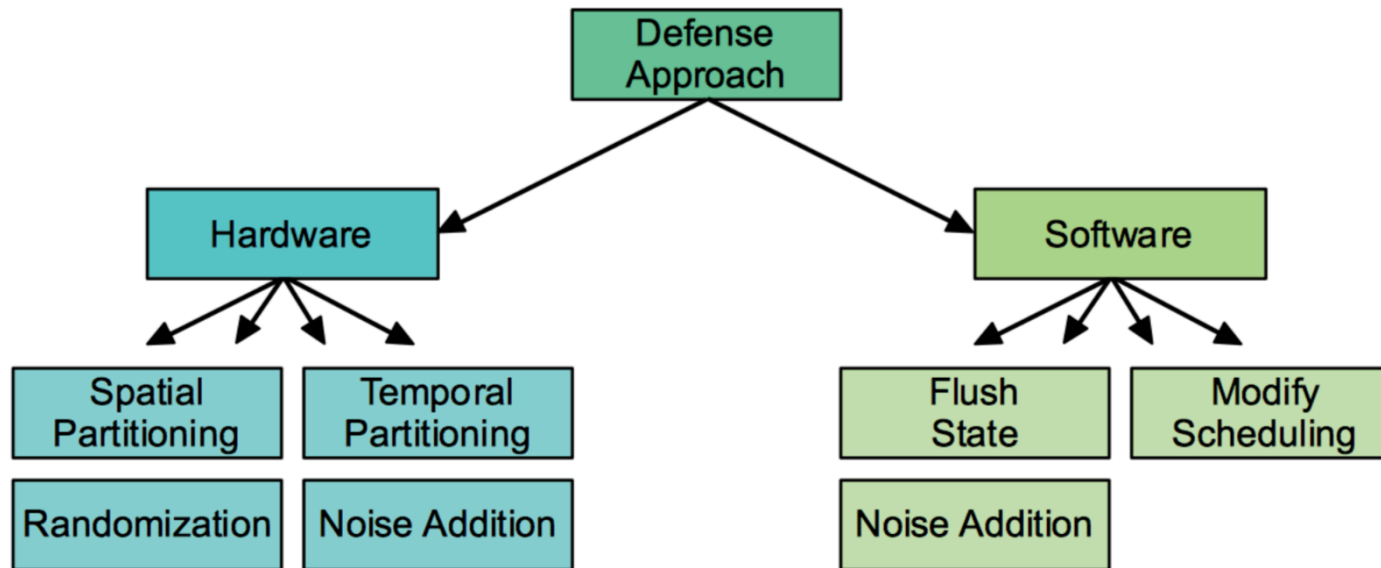 Defense
Approach
Hardware
Software
Spatial
Partitioning
Temporal
Partitioning
Flush
State
Modify
Scheduling
Randomization
Noise Addition
Noise Addition